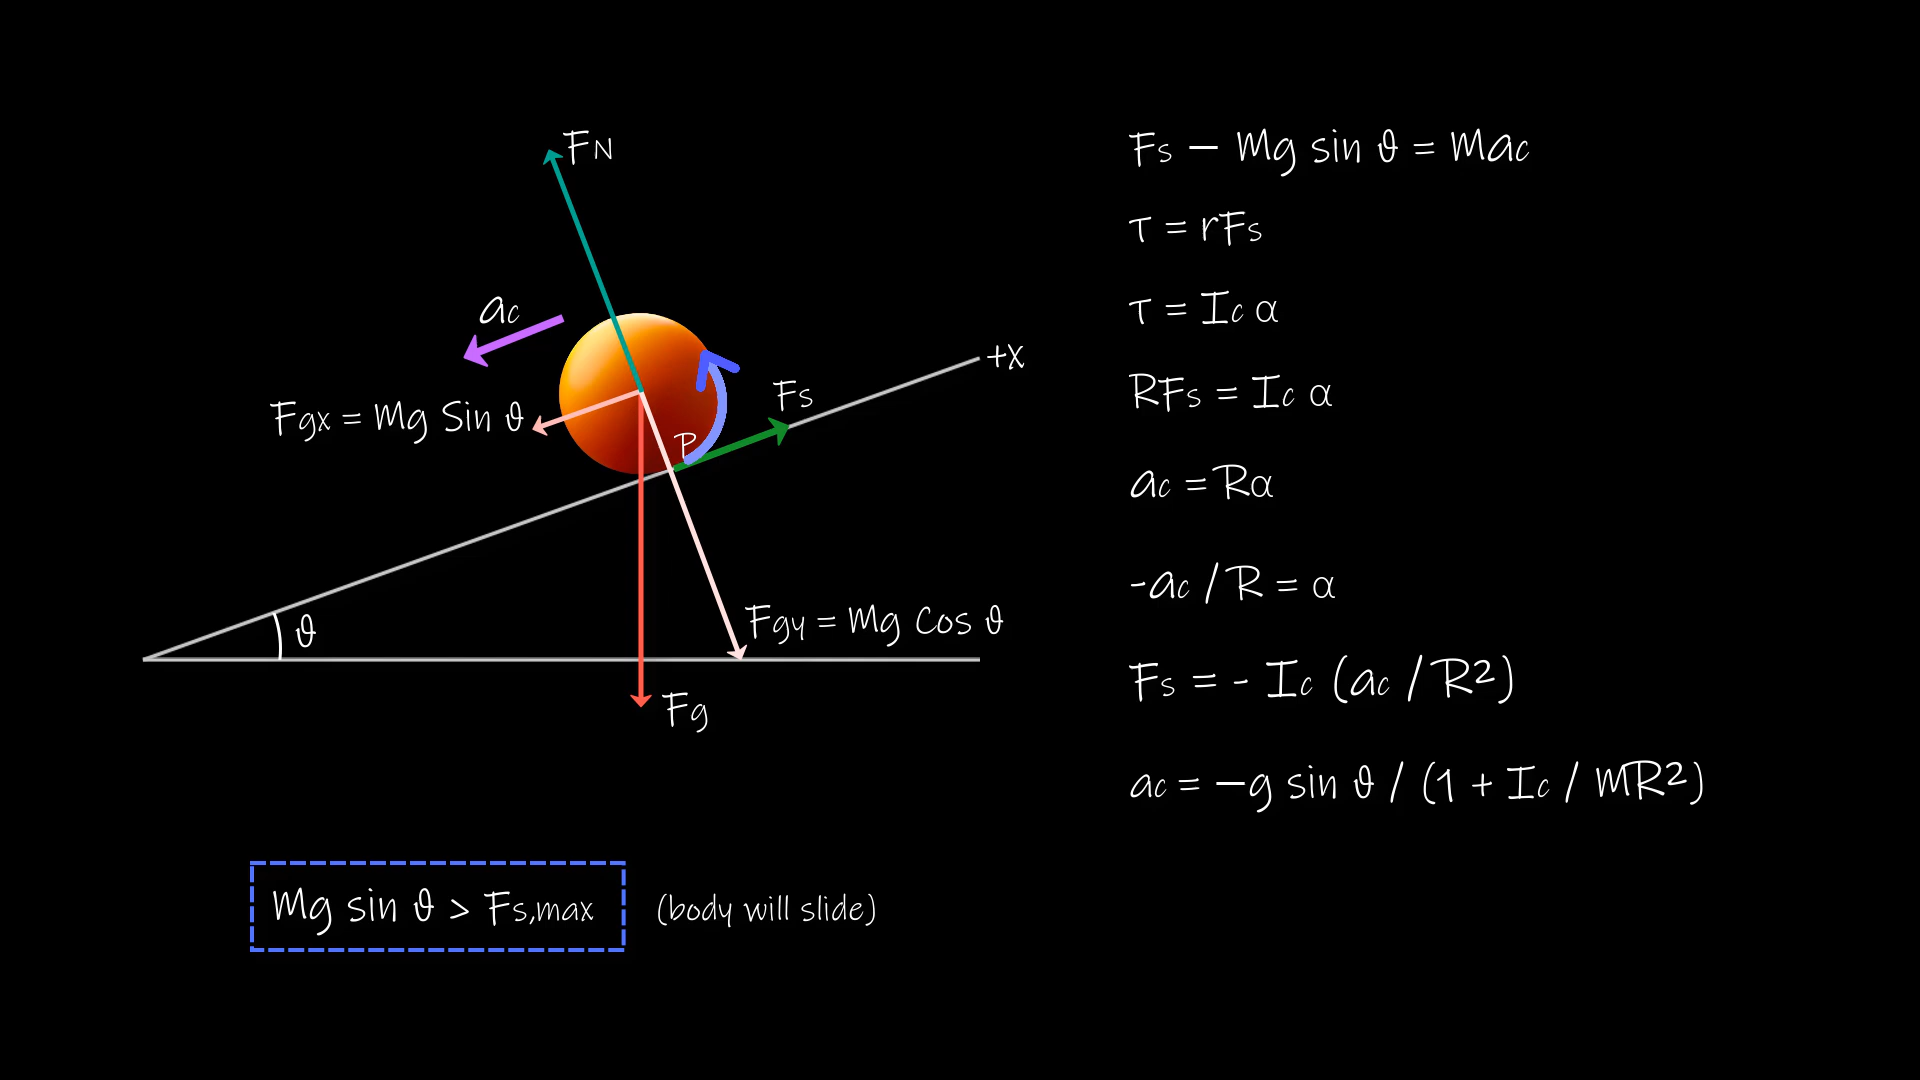 FN
ac
Fgx = Mg Sin ϑ
Fs
P
+x
ϑ
Fgy = Mg Cos ϑ
Fg
Mg sin ϑ > Fs,max
(body will slide)
Fs — Mg sin ϑ = Mac
τ = rFs
τ = Ic α
RFs = Ic α
ac = Rα
-ac / R = α
Fs = - Ic (ac / R²)
ac = —g sin ϑ / (1 + Ic / MR²)